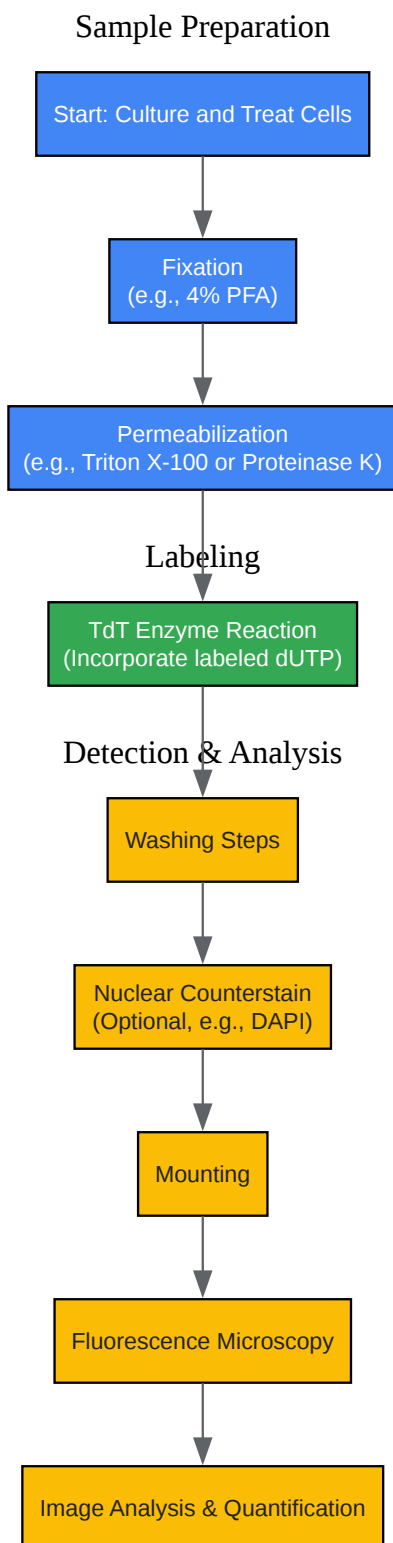 Sample Preparation
Start: Culture and Treat Cells
Fixation
(e.g., 4% PFA)
Permeabilization
(e.g., Triton X-100 or Proteinase K)
Labeling
TdT Enzyme Reaction
(Incorporate labeled dUTP)
Detection & Analysis
Washing Steps
Nuclear Counterstain
(Optional, e.g., DAPI)
Mounting
Fluorescence Microscopy
Image Analysis & Quantification